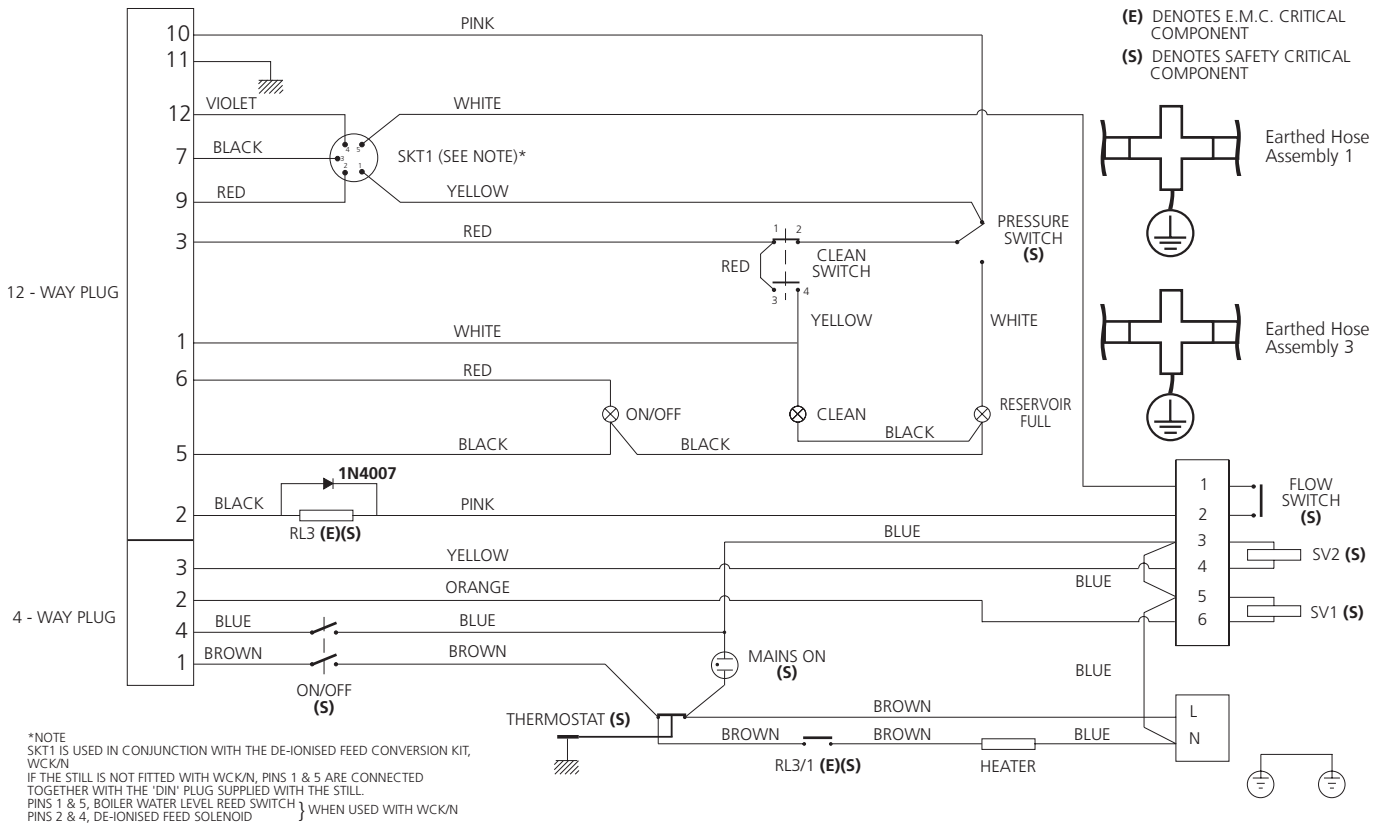 10
PINK
(E) DENOTES E.M.C. CRITICAL
COMPONENT
(S) DENOTES SAFETY CRITICAL
COMPONENT
11
12
VIOLET
WHITE
4 5
7
BLACK
3
SKT1 (SEE NOTE)*
2 1
Earthed Hose
Assembly 1
9
RED
YELLOW
3
RED
1 2
PRESSURE
SWITCH
(S)
CLEAN
SWITCH
RED
3 4
12 - WAY PLUG
YELLOW
WHITE
Earthed Hose
Assembly 3
1
WHITE
6
RED
ON/OFF
CLEAN
RESERVOIR
FULL
BLACK
5
BLACK
BLACK
1N4007
2
BLACK
PINK
RL3 (E)(S)
1
2
3
4
5
6
FLOW
SWITCH
(S)
BLUE
SV2 (S)
BLUE
SV1 (S)
3
YELLOW
2
ORANGE
4 - WAY PLUG
4
BLUE
BLUE
1
BROWN
BROWN
ON/OFF
(S)
MAINS ON
(S)
BLUE
THERMOSTAT (S)
BROWN
L
N
BROWN
BROWN
BLUE
RL3/1 (E)(S)
HEATER
*NOTE
SKT1 IS USED IN CONJUNCTION WITH THE DE-IONISED FEED CONVERSION KIT,
WCK/N
IF THE STILL IS NOT FITTED WITH WCK/N, PINS 1 & 5 ARE CONNECTED
TOGETHER WITH THE 'DIN' PLUG SUPPLIED WITH THE STILL.
PINS 1 & 5, BOILER WATER LEVEL REED SWITCH
PINS 2 & 4, DE-IONISED FEED SOLENOID
} WHEN USED WITH WCK/N